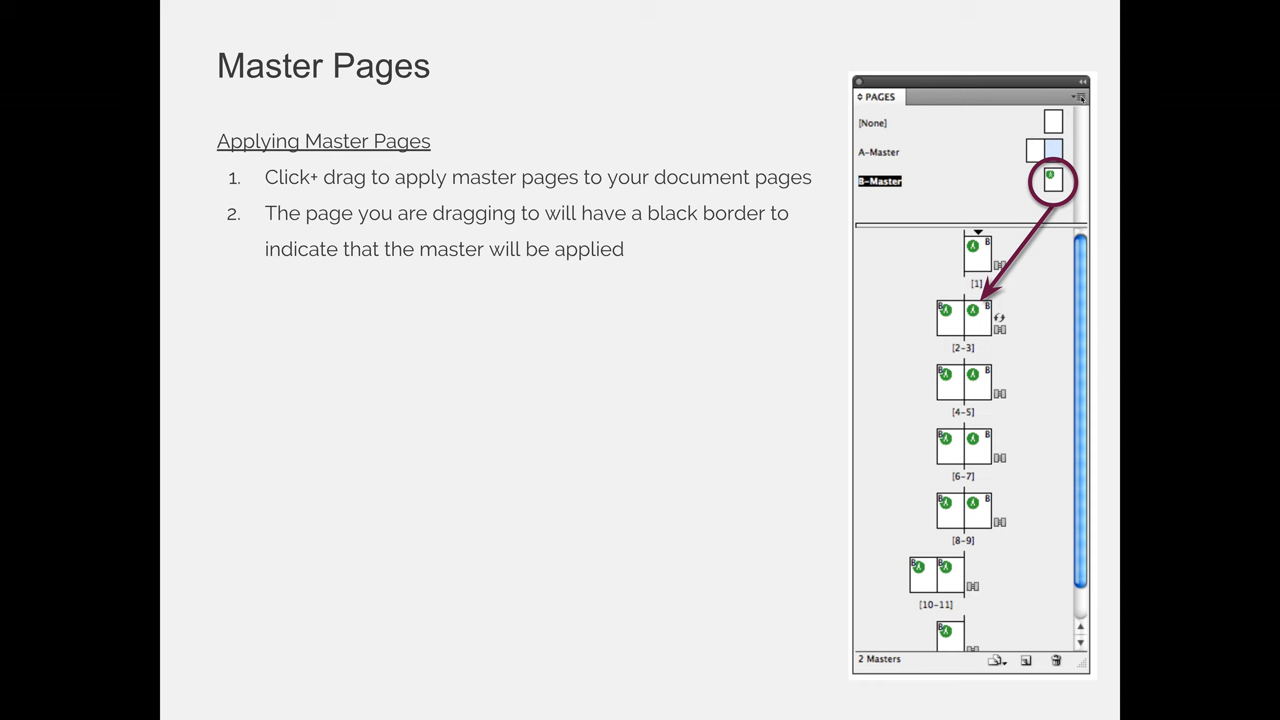 Master Pages
Applying Master Pages
1. Click+ drag to apply master pages to your document pages
2. The page you are dragging to will have a black border to
indicate that the master will be applied
PAGES
[None]
A-Master
B-Master
B
[1]
B B
[2-3]
B B
[4-5]
B B
[6-7]
B B
[8-9]
B B
[10-11]
B
2 Masters